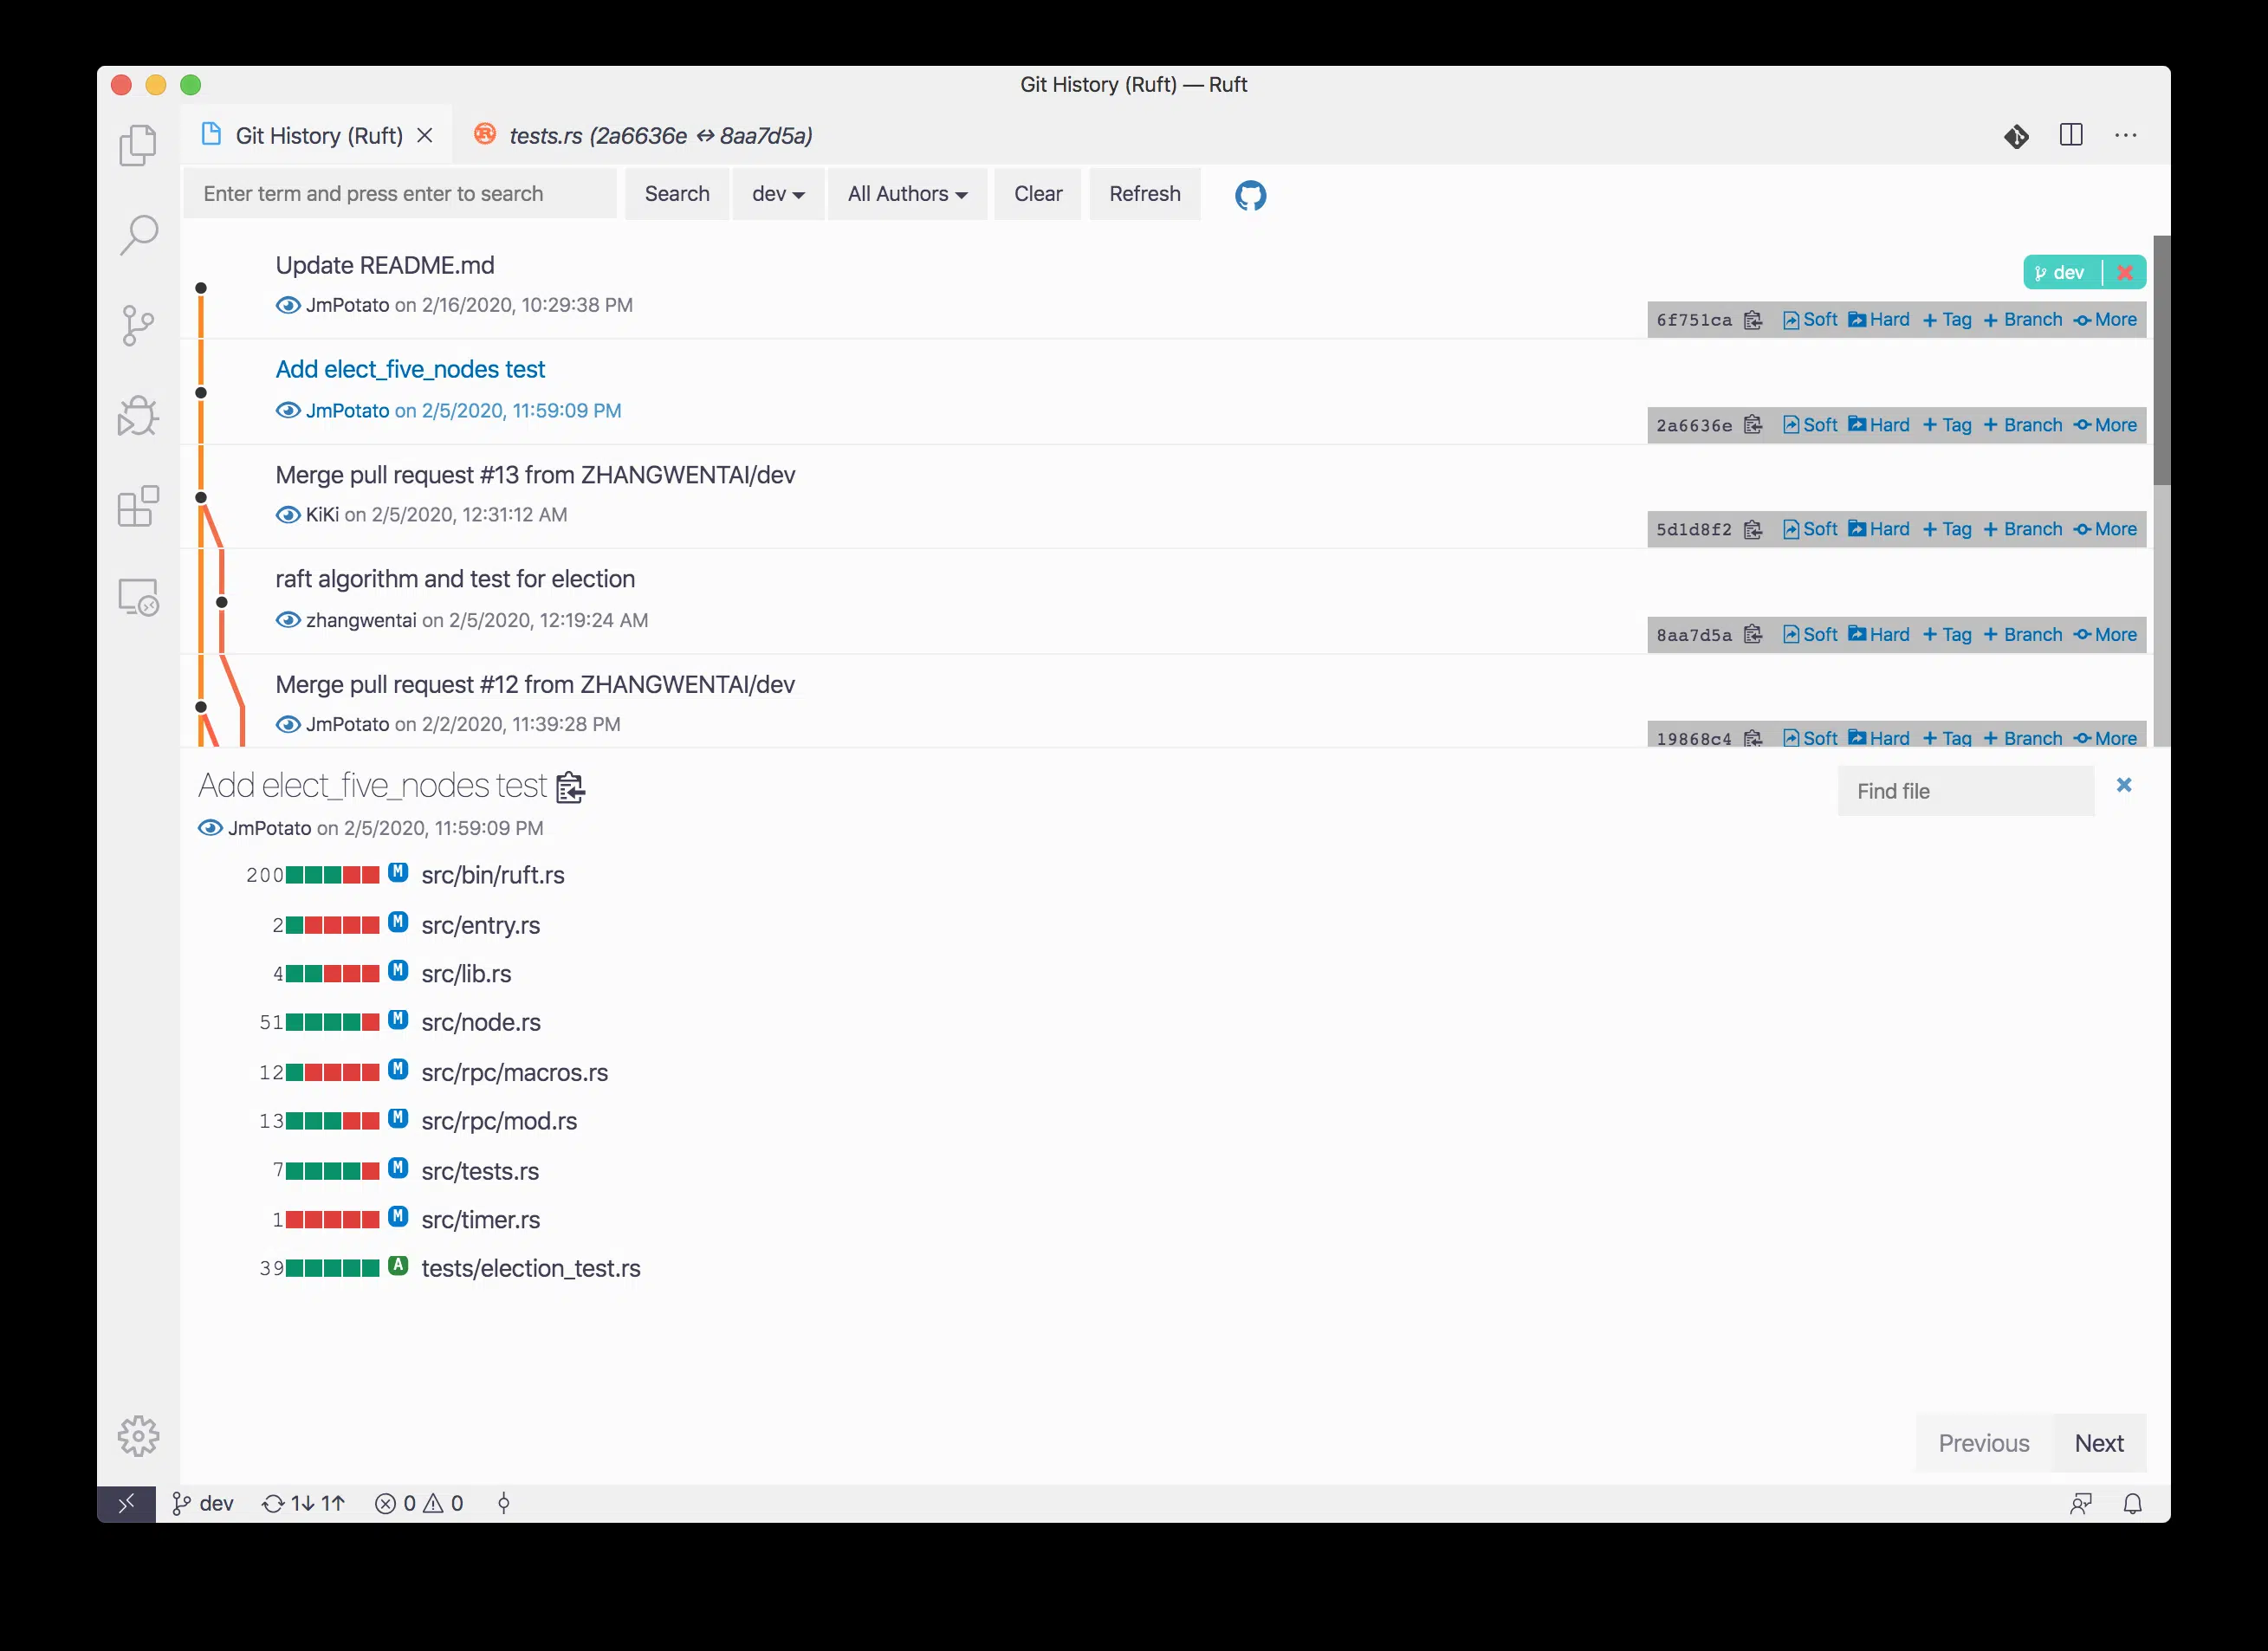 Git History (Ruft) — Ruft
Git History (Ruft)
tests.rs (2a6636e ↔ 8aa7d5a)
Enter term and press enter to search
Search
dev
All Authors
Clear
Refresh
Update README.md
dev
JmPotato on 2/16/2020, 10:29:38 PM
6f751ca Soft Hard + Tag + Branch More
Add elect_five_nodes test
JmPotato on 2/5/2020, 11:59:09 PM
2a6636e Soft Hard + Tag + Branch More
Merge pull request #13 from ZHANGWENTAI/dev
KiKi on 2/5/2020, 12:31:12 AM
5d1d8f2 Soft Hard + Tag + Branch More
raft algorithm and test for election
zhangwentai on 2/5/2020, 12:19:24 AM
8aa7d5a Soft Hard + Tag + Branch More
Merge pull request #12 from ZHANGWENTAI/dev
JmPotato on 2/2/2020, 11:39:28 PM
19868c4 Soft Hard + Tag + Branch More
Add elect_five_nodes test
Find file
JmPotato on 2/5/2020, 11:59:09 PM
200 M src/bin/ruft.rs
2 M src/entry.rs
4 M src/lib.rs
51 M src/node.rs
12 M src/rpc/macros.rs
13 M src/rpc/mod.rs
7 M src/tests.rs
1 M src/timer.rs
39 A tests/election_test.rs
Previous
Next
dev 1↓ 1↑ 0 0